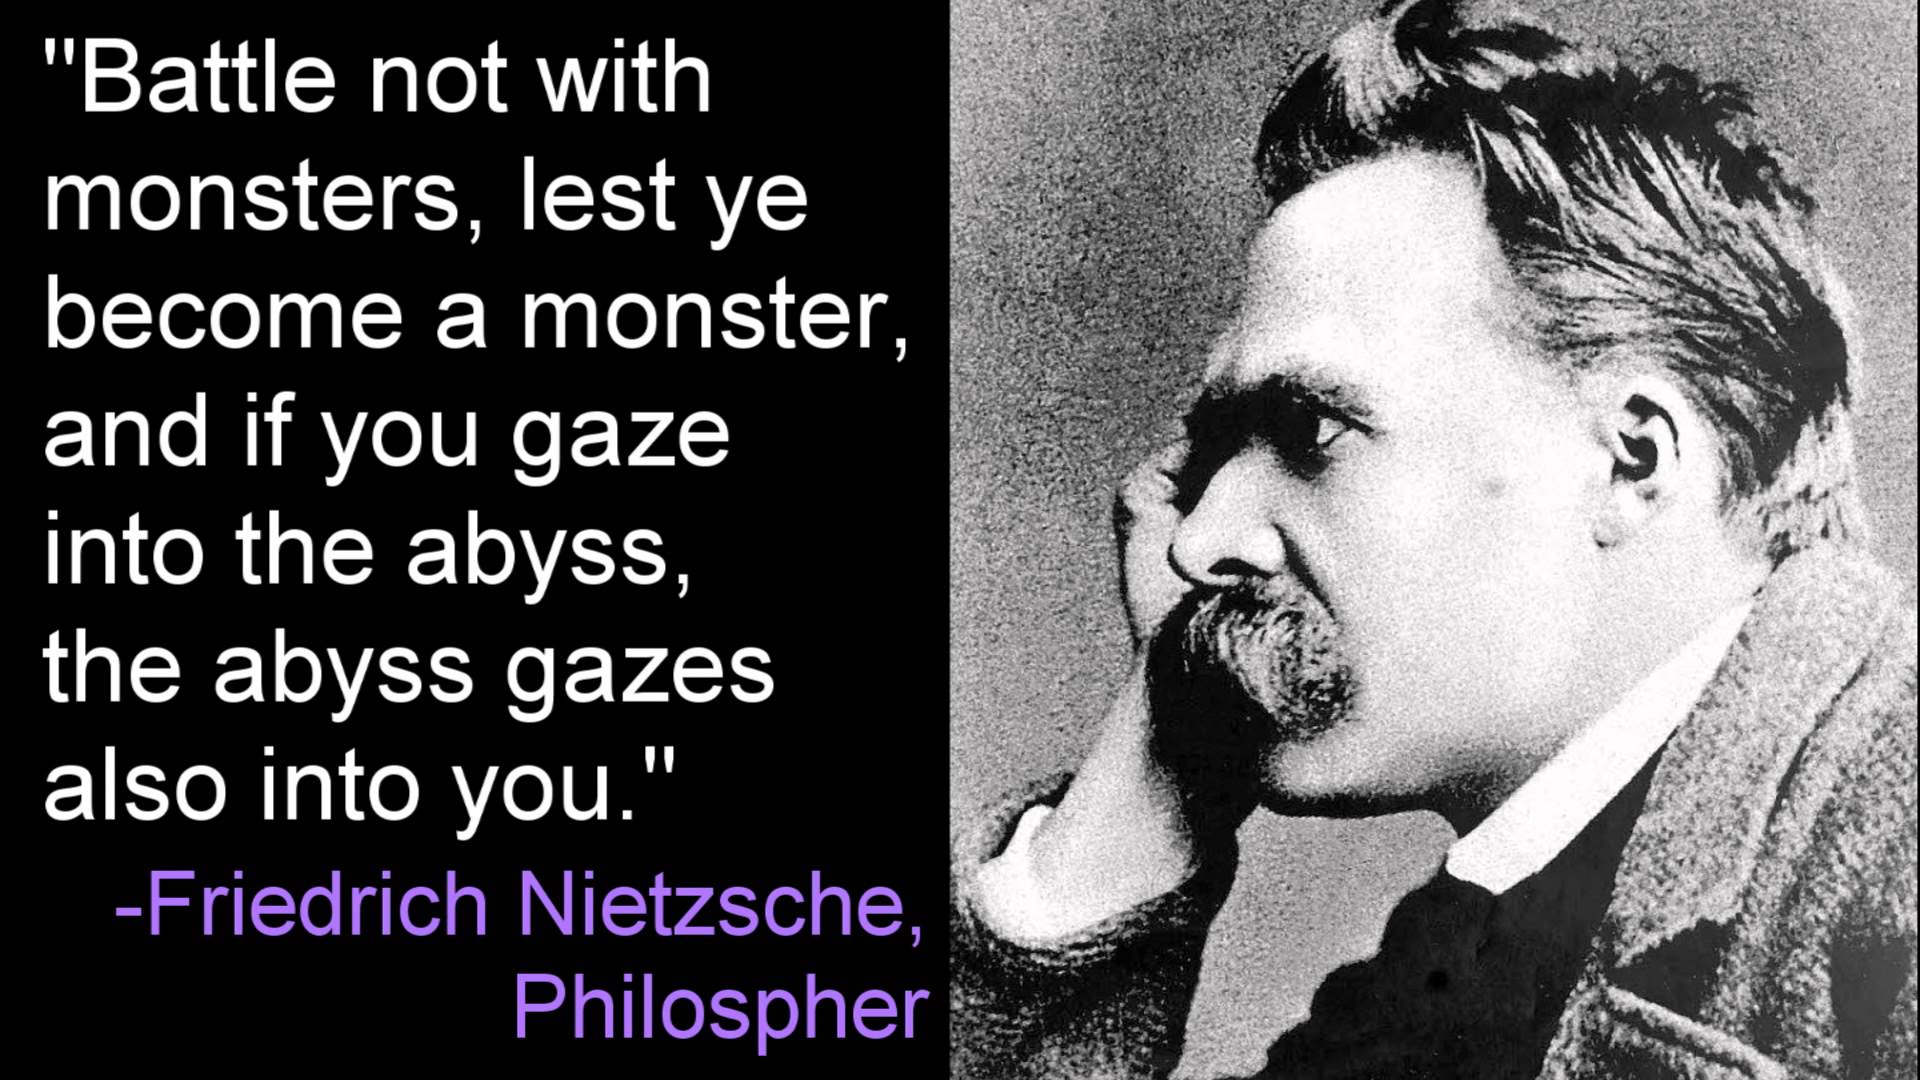 "Battle not with
monsters, lest ye
become a monster,
and if you gaze
into the abyss,
the abyss gazes
also into you."
-Friedrich Nietzsche,
Philospher